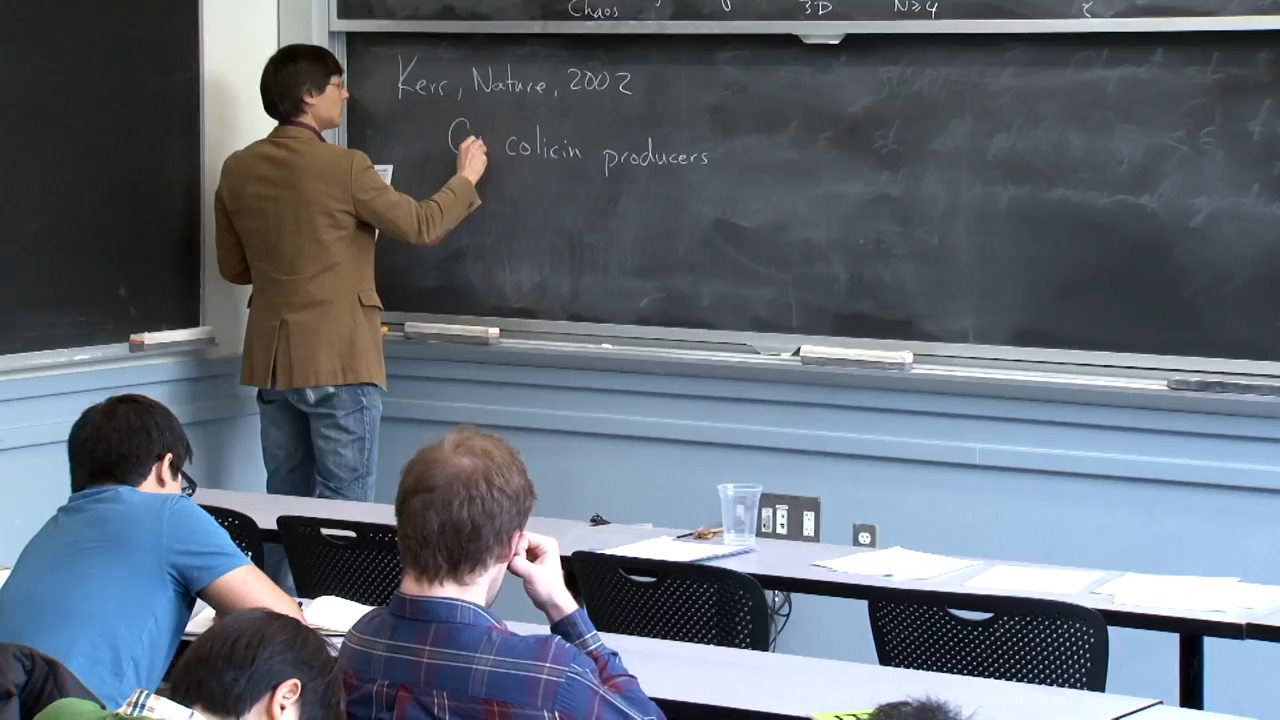 Chaos 3D N≥4
Kerr, Nature, 2002
C colicin producers